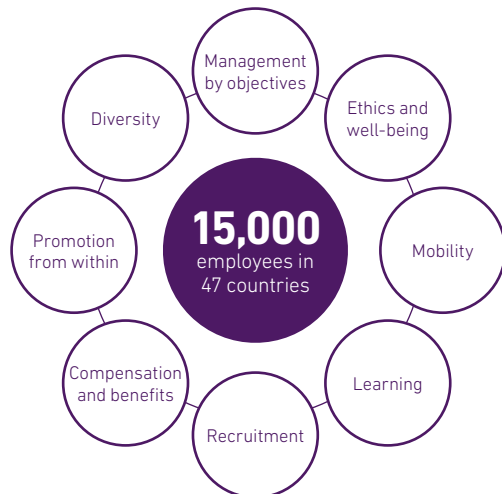 Management
by objectives
Ethics and
well-being
Mobility
Learning
Recruitment
Compensation
and benefits
Promotion
from within
Diversity
15,000
employees in
47 countries